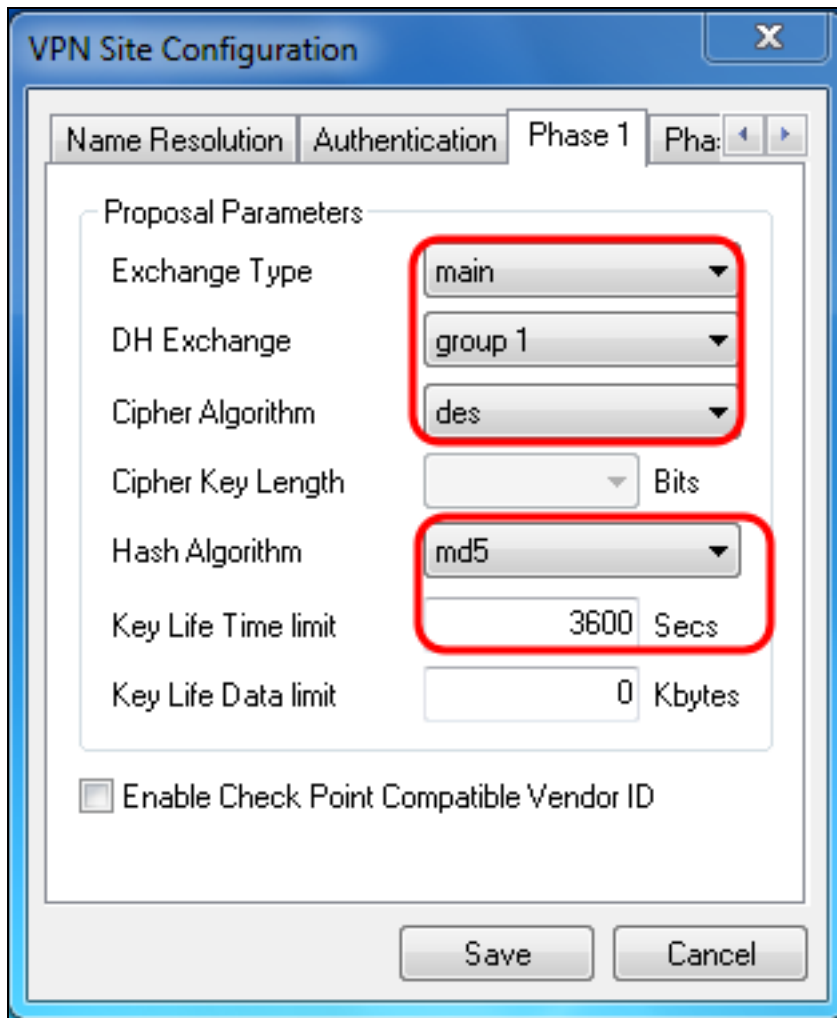 VPN Site Configuration
Name Resolution Authentication Phase 1 Pha
Proposal Parameters
Exchange Type main
DH Exchange group 1
Cipher Algorithm des
Cipher Key Length Bits
Hash Algorithm md5
Key Life Time limit 3600 Secs
Key Life Data limit 0 Kbytes
Enable Check Point Compatible Vendor ID
Save Cancel